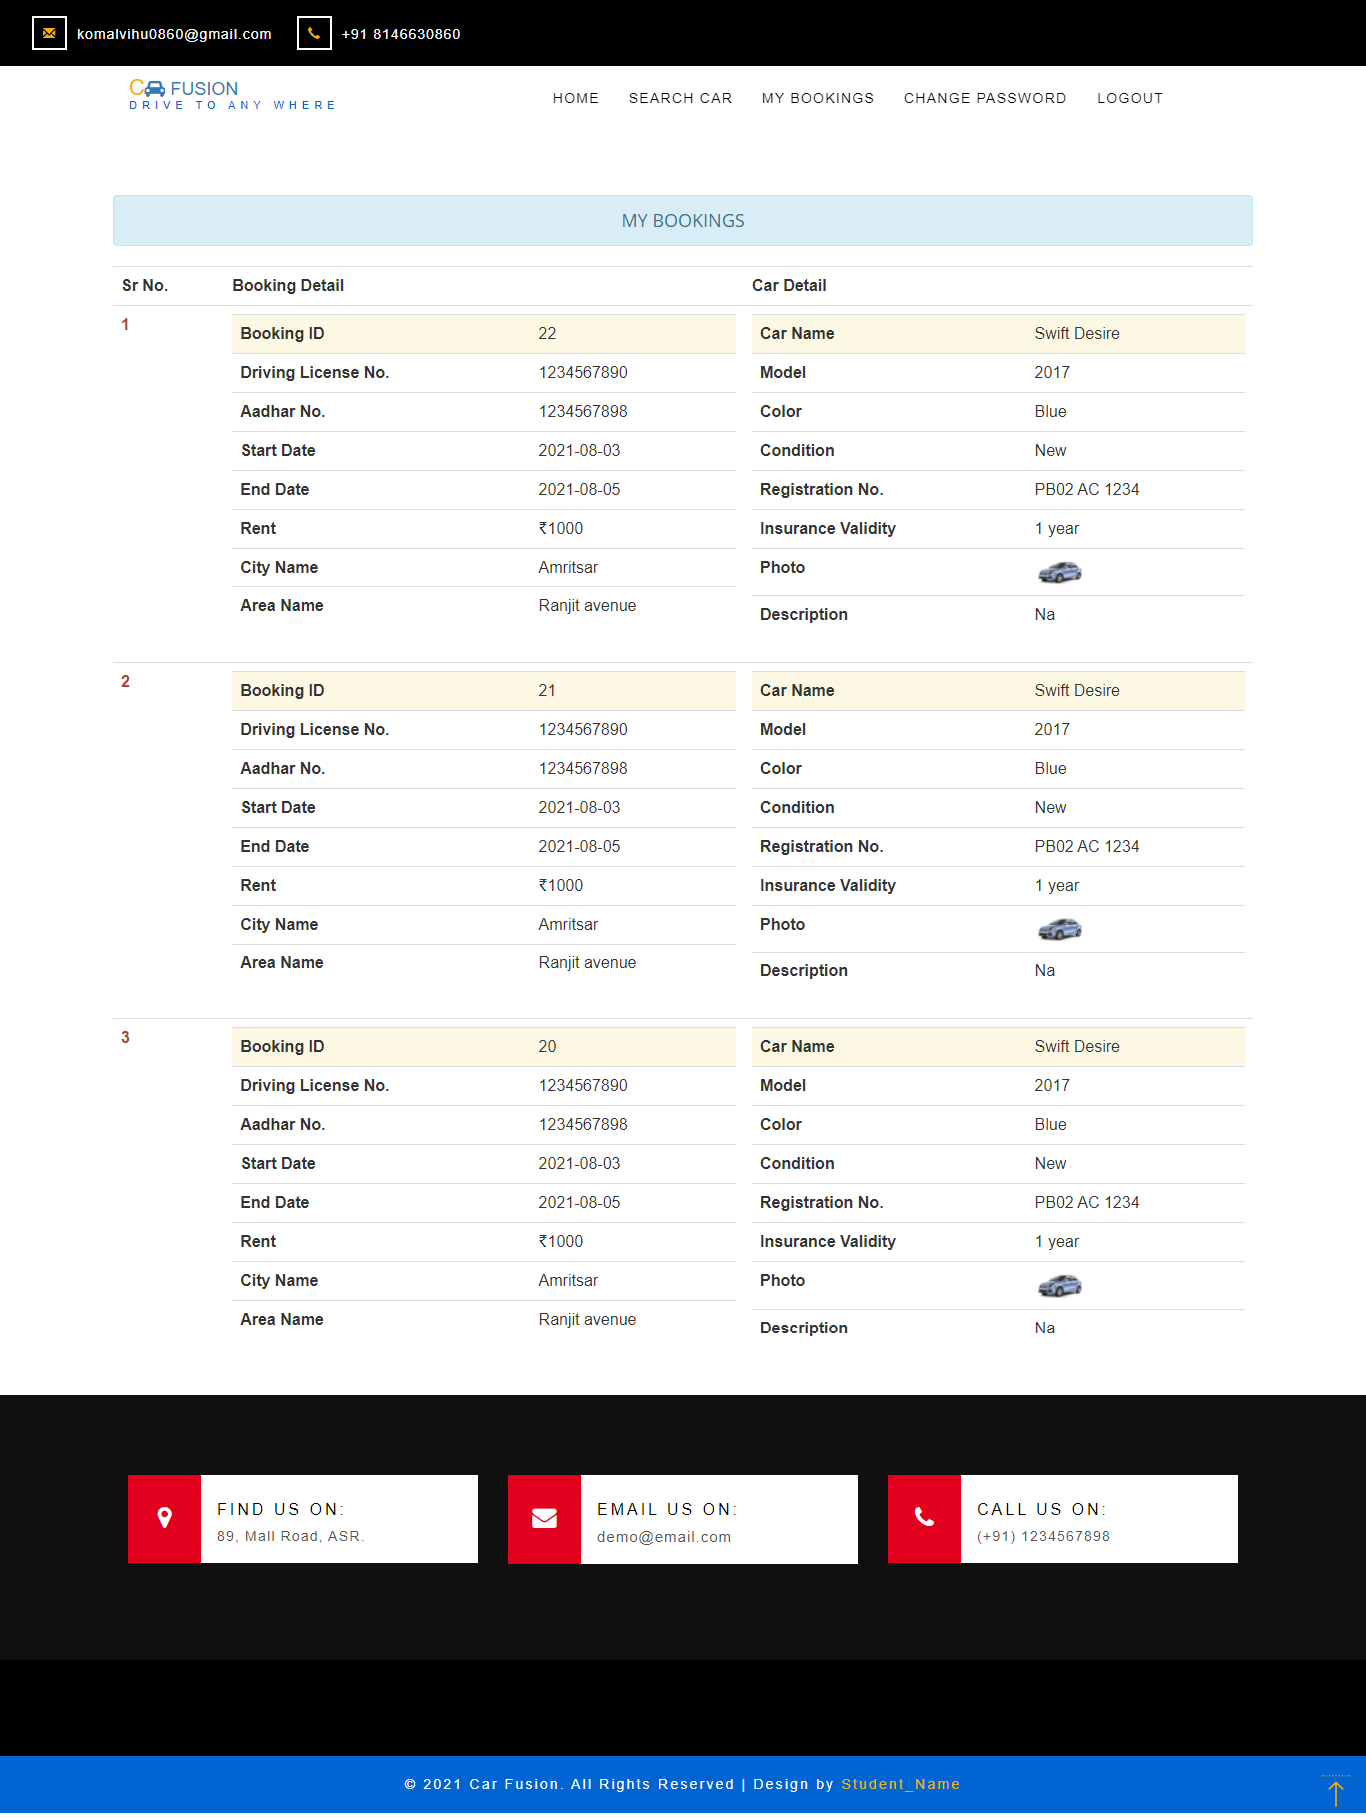 komalvihu0860@gmail.com +91 8146630860
C FUSION
DRIVE TO ANY WHERE
HOME SEARCH CAR MY BOOKINGS CHANGE PASSWORD LOGOUT
MY BOOKINGS
Sr No. Booking Detail Car Detail
1 Booking ID 22 Car Name Swift Desire
Driving License No. 1234567890 Model 2017
Aadhar No. 1234567898 Color Blue
Start Date 2021-08-03 Condition New
End Date 2021-08-05 Registration No. PB02 AC 1234
Rent ₹1000 Insurance Validity 1 year
City Name Amritsar Photo
Area Name Ranjit avenue Description Na
2 Booking ID 21 Car Name Swift Desire
Driving License No. 1234567890 Model 2017
Aadhar No. 1234567898 Color Blue
Start Date 2021-08-03 Condition New
End Date 2021-08-05 Registration No. PB02 AC 1234
Rent ₹1000 Insurance Validity 1 year
City Name Amritsar Photo
Area Name Ranjit avenue Description Na
3 Booking ID 20 Car Name Swift Desire
Driving License No. 1234567890 Model 2017
Aadhar No. 1234567898 Color Blue
Start Date 2021-08-03 Condition New
End Date 2021-08-05 Registration No. PB02 AC 1234
Rent ₹1000 Insurance Validity 1 year
City Name Amritsar Photo
Area Name Ranjit avenue Description Na
FIND US ON:
89, Mall Road, ASR.
EMAIL US ON:
demo@email.com
CALL US ON:
(+91) 1234567898
© 2021 Car Fusion. All Rights Reserved | Design by Student_Name